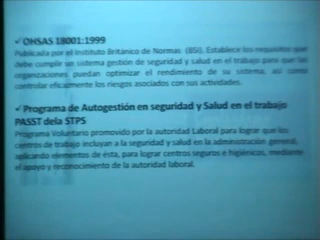 ✓ OHSAS 18001:1999
Publicada por el Instituto Británico de Normas (BSI). Establece los requisitos que
debe cumplir un sistema gestión de seguridad y salud en el trabajo para que las
organizaciones puedan optimizar el rendimiento de su sistema, así como
controlar eficazmente los riesgos asociados con sus actividades.
✓ Programa de Autogestión en seguridad y Salud en el trabajo
PASST dela STPS
Programa Voluntario promovido por la autoridad Laboral para lograr que los
centros de trabajo incluyan a la seguridad y salud en la administración general,
aplicando elementos de ésta, para lograr centros seguros e higiénicos, mediante
el apoyo y reconocimiento de la autoridad laboral.